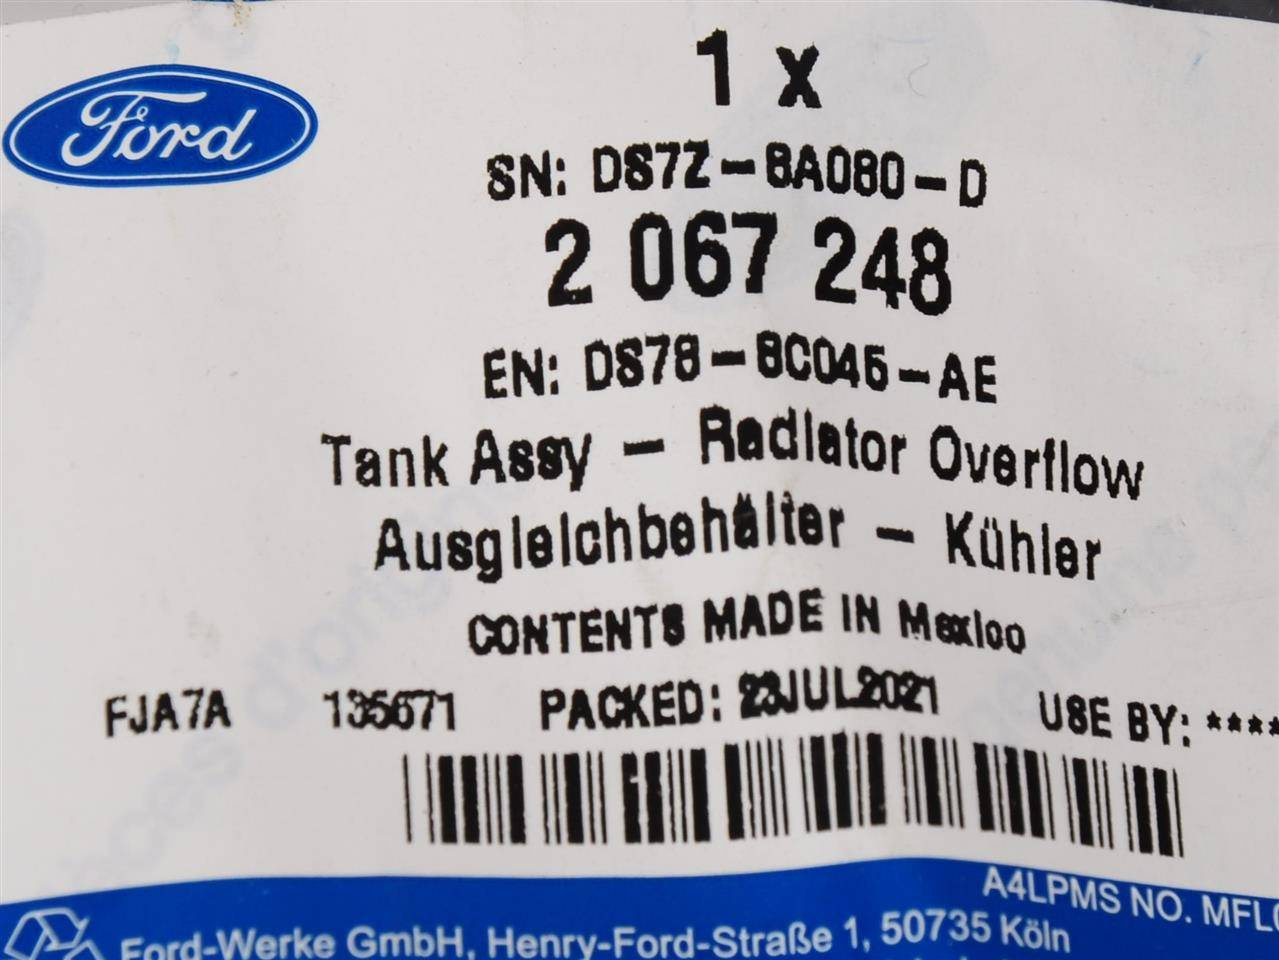 Ford
1 x
SN: DS7Z-8A080-D
2 067 248
EN: DS73-8C045-AE
Tank Assy - Radiator Overflow
Ausgleichbehälter - Kühler
CONTENTS MADE IN Mexico
FJA7A 135671 PACKED: 23JUL2021 USE BY: ****
A4LPMS NO. MFL
Ford-Werke GmbH, Henry-Ford-Straße 1, 50735 Köln